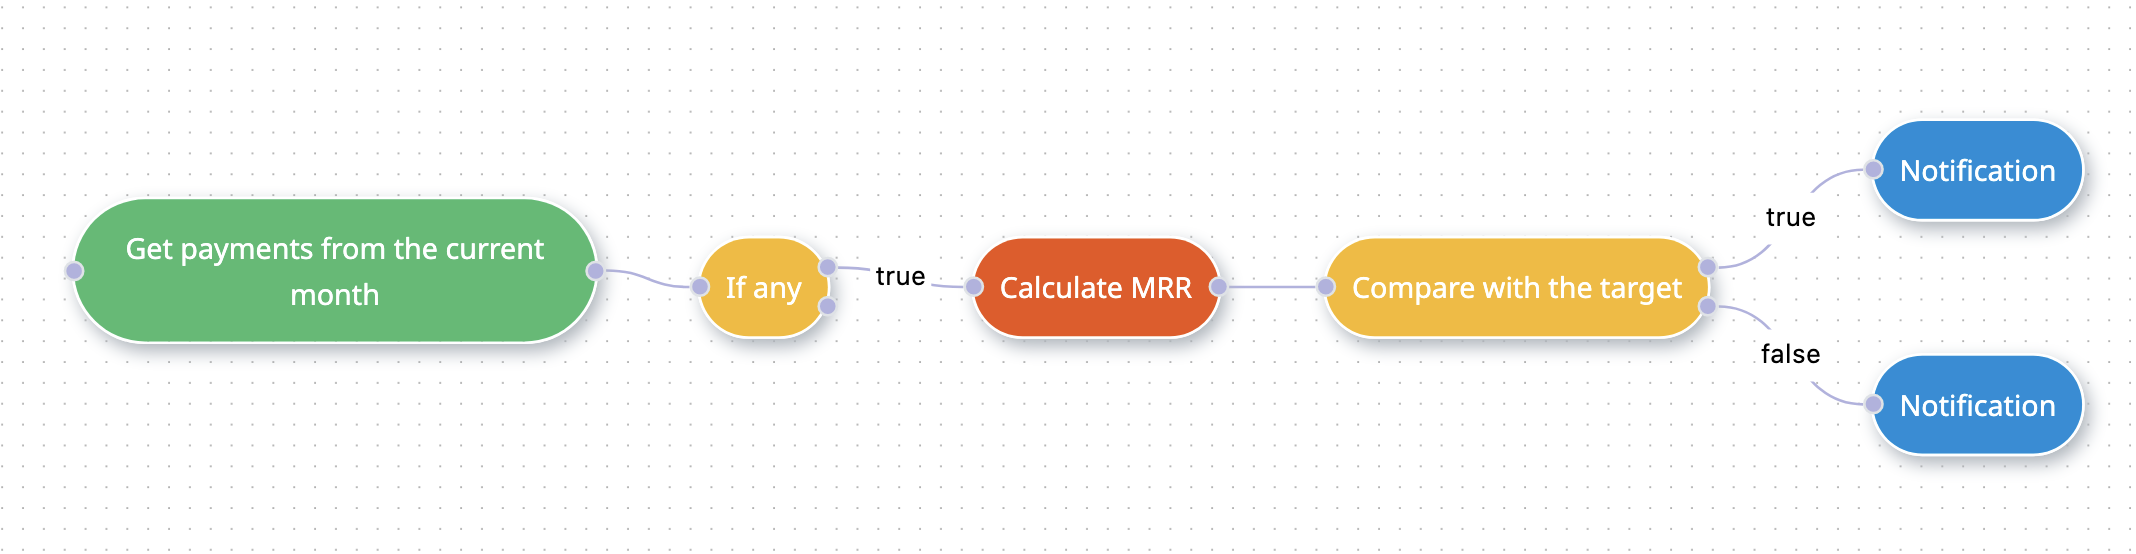 Get payments from the current
month
If any
true
Calculate MRR
Compare with the target
true
Notification
false
Notification